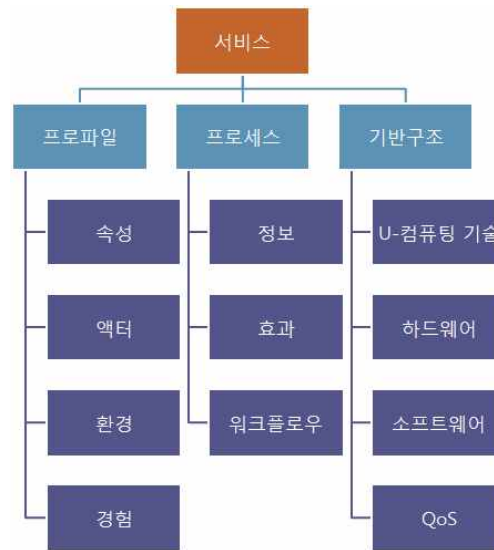 서비스
프로파일
프로세스
기반구조
속성
정보
U-컴퓨팅 기술
액터
효과
하드웨어
환경
워크플로우
소프트웨어
경험
QoS